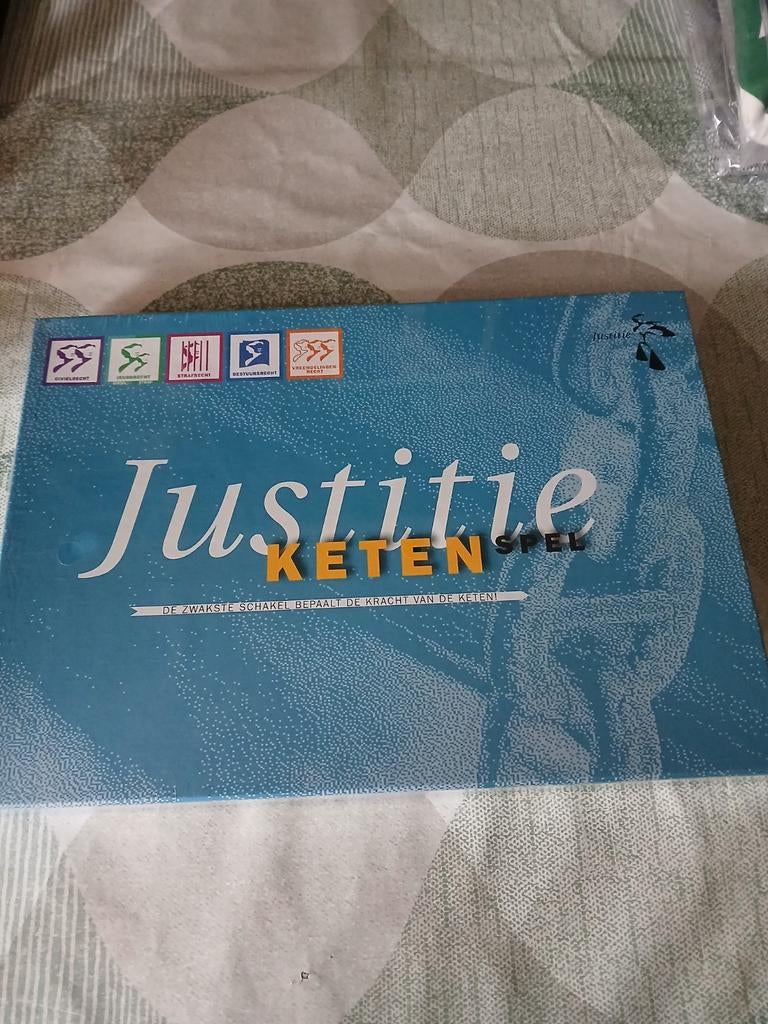 CIVIELRECHT
JEUGDRECHT
STRAFRECHT
BESTUURSRECHT
VREEMDELINGEN
RECHT
Justitie
Justitie
KETEN SPEL
DE ZWAKSTE SCHAKEL BEPAALT DE KRACHT VAN DE KETEN!